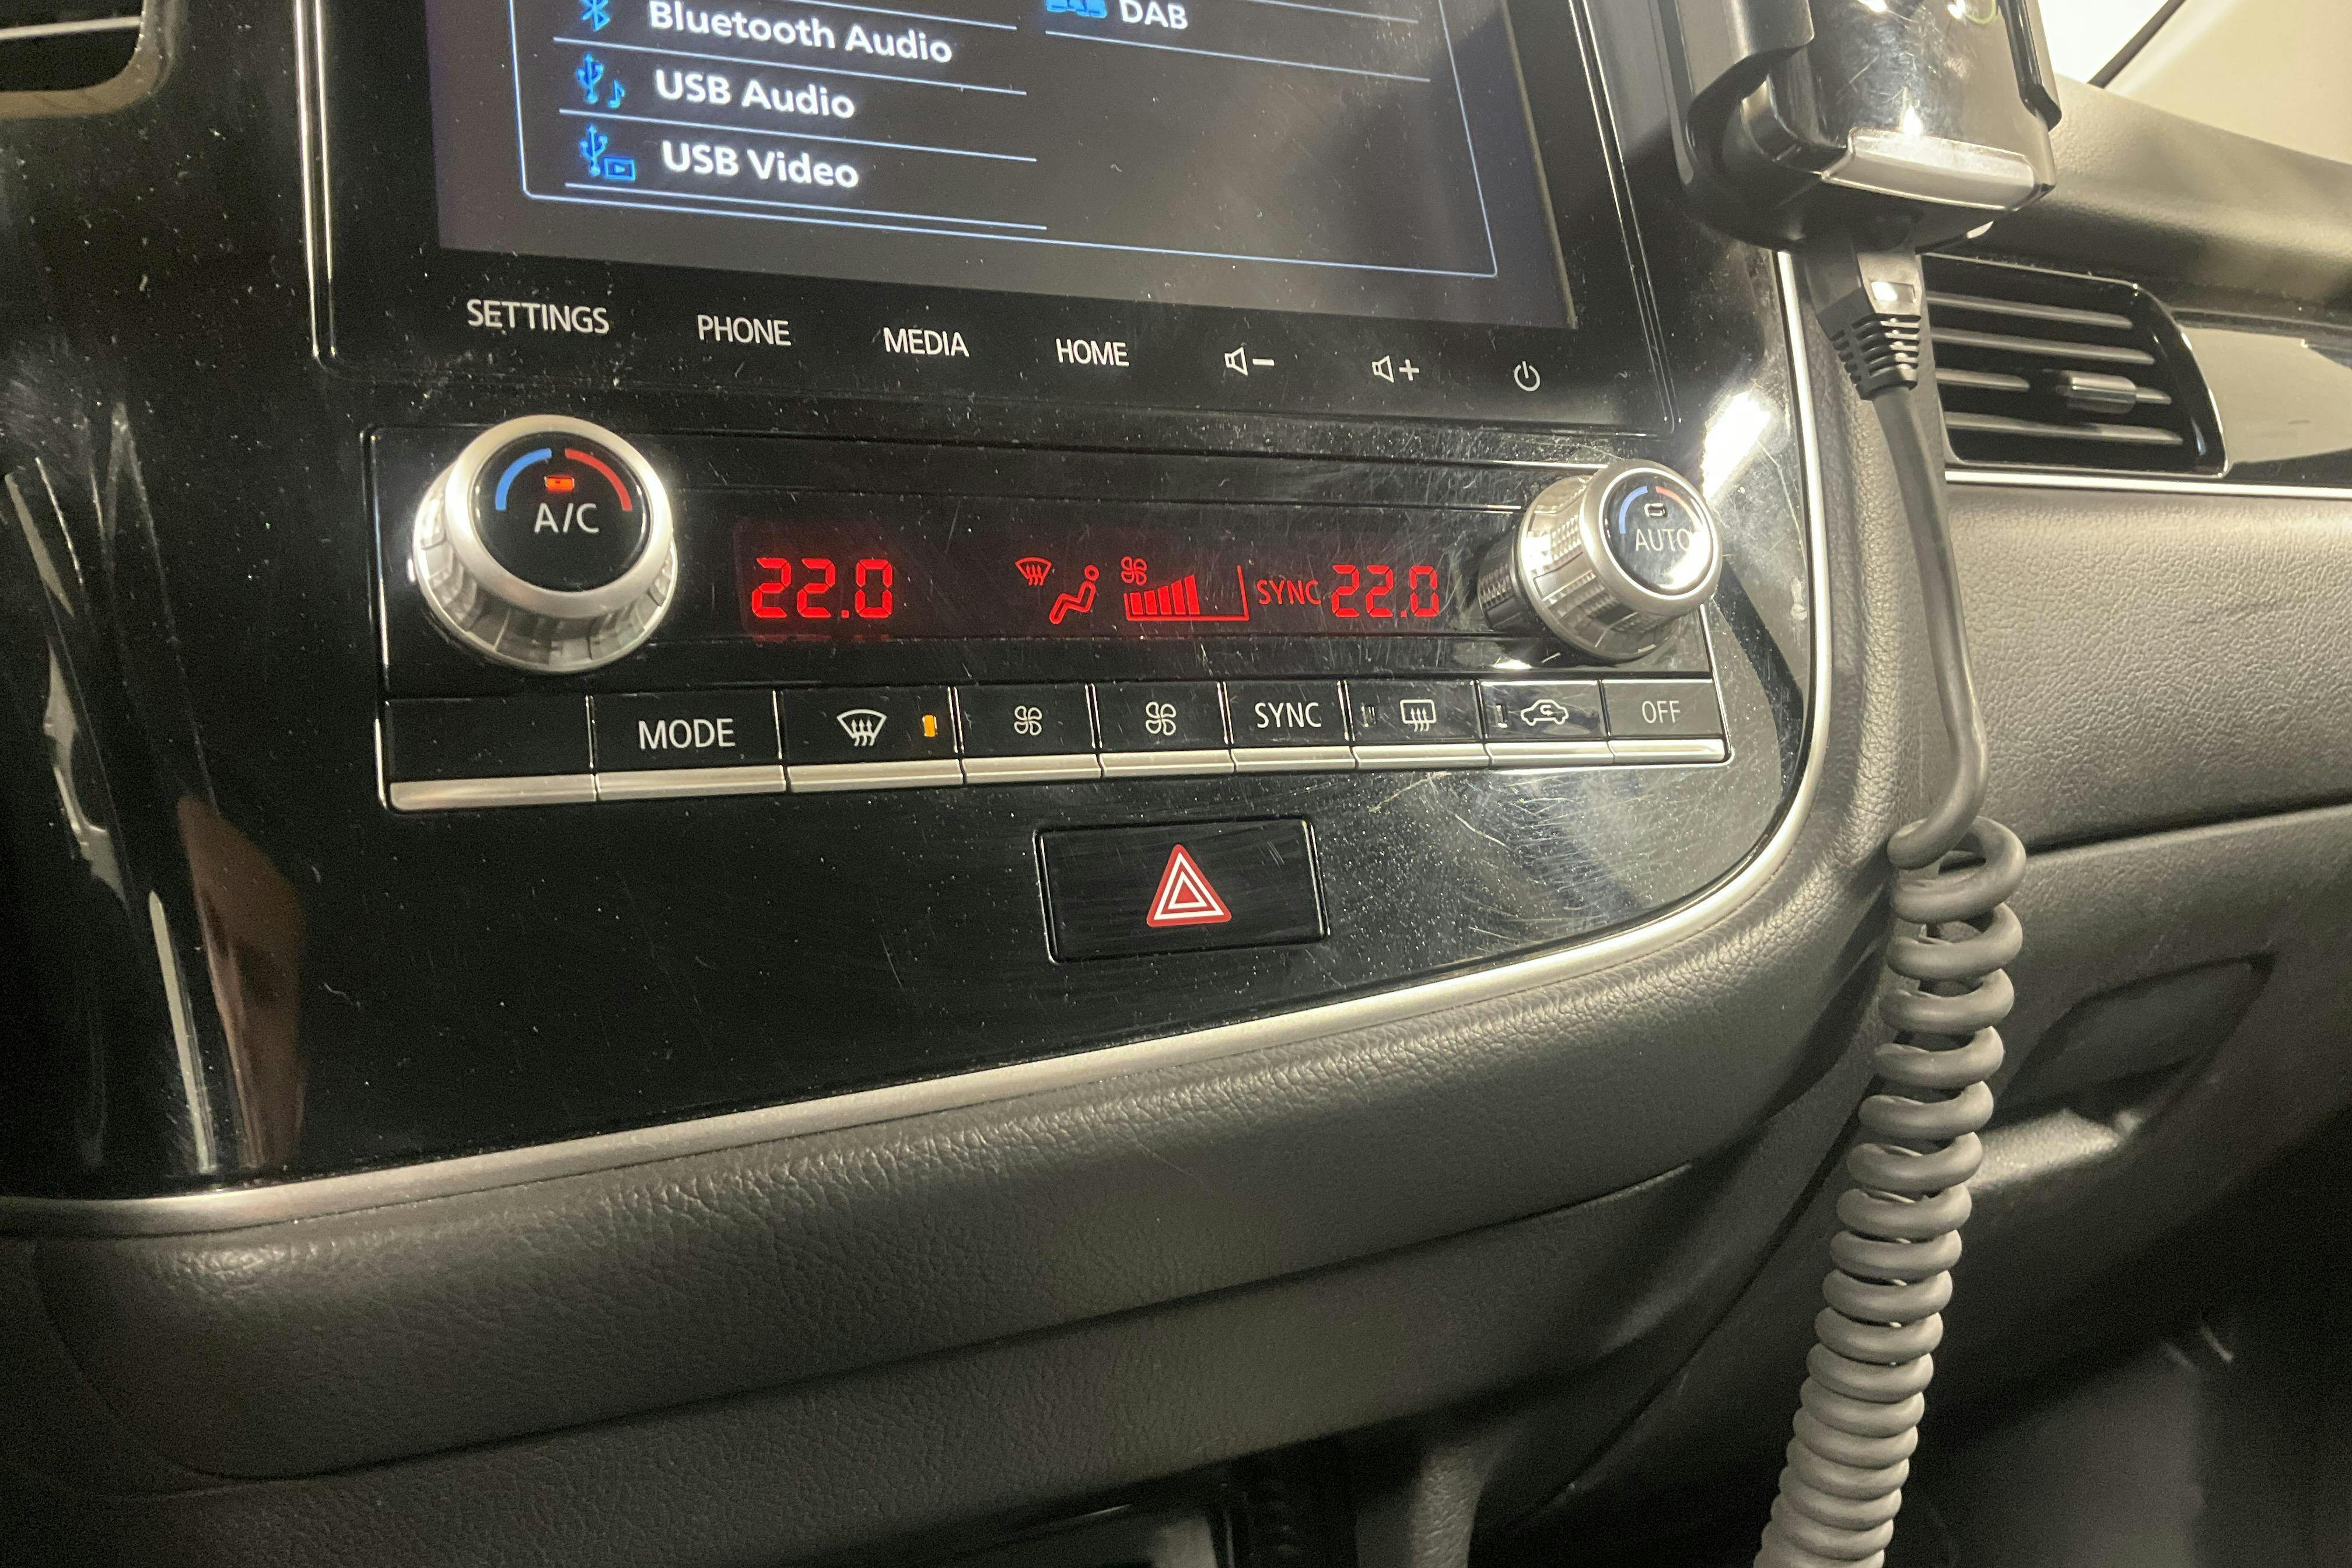 Bluetooth Audio
DAB
USB Audio
USB Video
SETTINGS
PHONE
MEDIA
HOME
A/C
22.0
SYNC 22.0
AUTO
MODE
SYNC
OFF